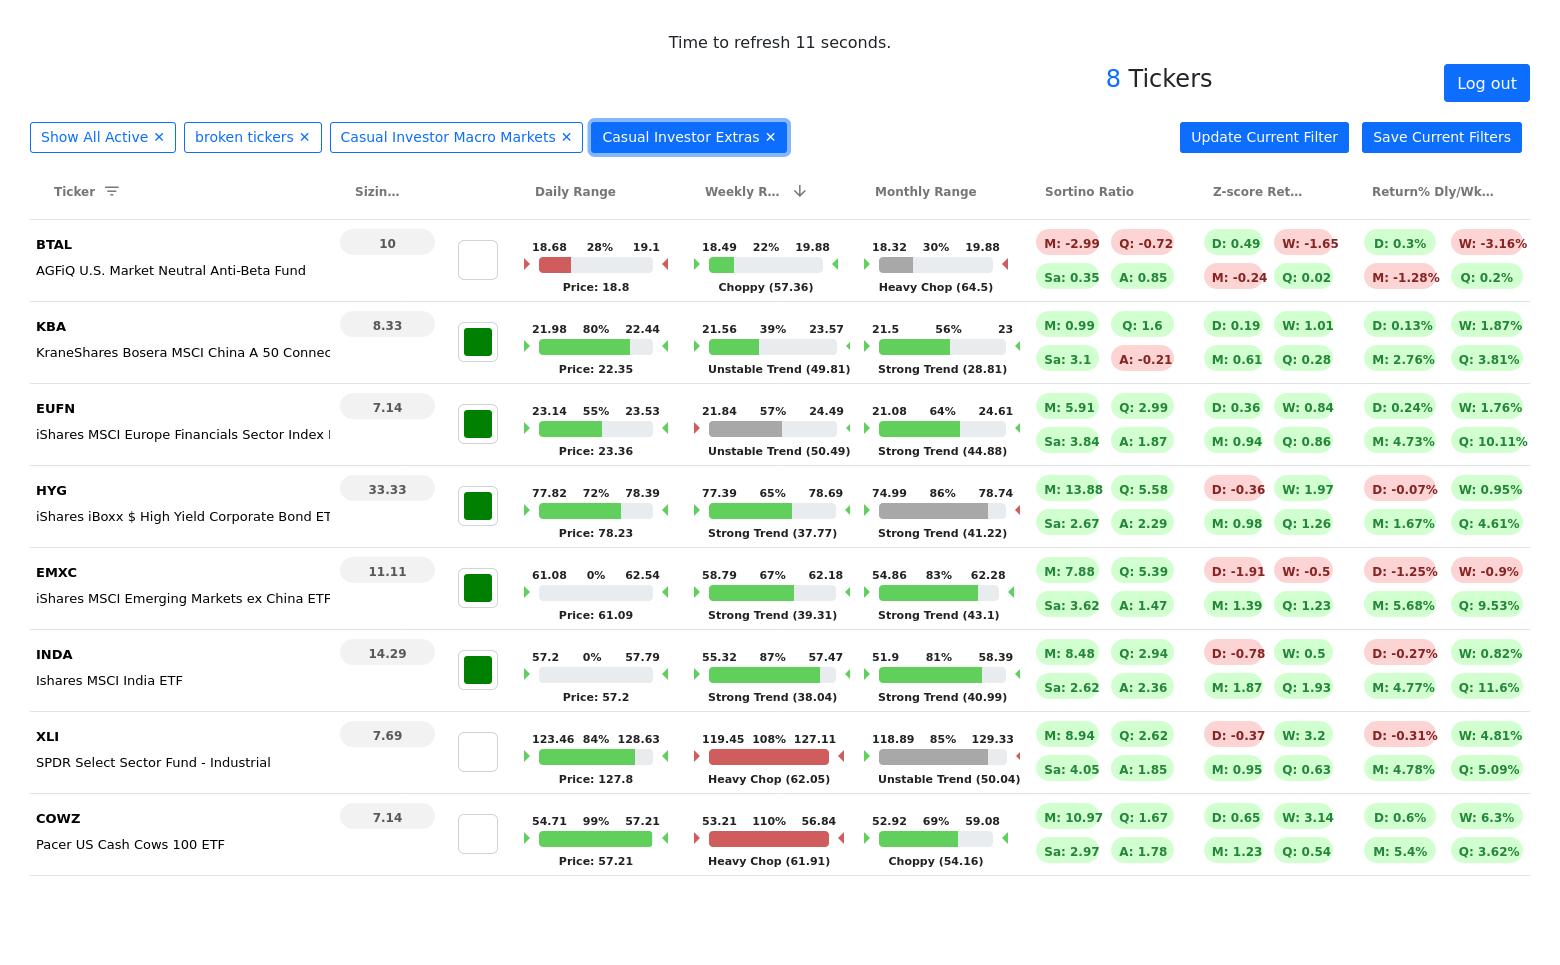 Time to refresh 11 seconds.
8 Tickers
Log out
Show All Active ✕ broken tickers ✕ Casual Investor Macro Markets ✕ Casual Investor Extras ✕ Update Current Filter Save Current Filters
Ticker Sizin… Daily Range Weekly R… Monthly Range Sortino Ratio Z-score Ret… Return% Dly/Wk…
BTAL 10 18.68 28% 19.1 18.49 22% 19.88 18.32 30% 19.88 M: -2.99 Q: -0.72 D: 0.49 W: -1.65 D: 0.3% W: -3.16%
AGFiQ U.S. Market Neutral Anti-Beta Fund Sa: 0.35 A: 0.85 M: -0.24 Q: 0.02 M: -1.28% Q: 0.2%
Price: 18.8 Choppy (57.36) Heavy Chop (64.5)
KBA 8.33 21.98 80% 22.44 21.56 39% 23.57 21.5 56% 23 M: 0.99 Q: 1.6 D: 0.19 W: 1.01 D: 0.13% W: 1.87%
KraneShares Bosera MSCI China A 50 Connec Sa: 3.1 A: -0.21 M: 0.61 Q: 0.28 M: 2.76% Q: 3.81%
Price: 22.35 Unstable Trend (49.81) Strong Trend (28.81)
EUFN 7.14 23.14 55% 23.53 21.84 57% 24.49 21.08 64% 24.61 M: 5.91 Q: 2.99 D: 0.36 W: 0.84 D: 0.24% W: 1.76%
iShares MSCI Europe Financials Sector Index Sa: 3.84 A: 1.87 M: 0.94 Q: 0.86 M: 4.73% Q: 10.11%
Price: 23.36 Unstable Trend (50.49) Strong Trend (44.88)
HYG 33.33 77.82 72% 78.39 77.39 65% 78.69 74.99 86% 78.74 M: 13.88 Q: 5.58 D: -0.36 W: 1.97 D: -0.07% W: 0.95%
iShares iBoxx $ High Yield Corporate Bond ET Sa: 2.67 A: 2.29 M: 0.98 Q: 1.26 M: 1.67% Q: 4.61%
Price: 78.23 Strong Trend (37.77) Strong Trend (41.22)
EMXC 11.11 61.08 0% 62.54 58.79 67% 62.18 54.86 83% 62.28 M: 7.88 Q: 5.39 D: -1.91 W: -0.5 D: -1.25% W: -0.9%
iShares MSCI Emerging Markets ex China ETF Sa: 3.62 A: 1.47 M: 1.39 Q: 1.23 M: 5.68% Q: 9.53%
Price: 61.09 Strong Trend (39.31) Strong Trend (43.1)
INDA 14.29 57.2 0% 57.79 55.32 87% 57.47 51.9 81% 58.39 M: 8.48 Q: 2.94 D: -0.78 W: 0.5 D: -0.27% W: 0.82%
Ishares MSCI India ETF Sa: 2.62 A: 2.36 M: 1.87 Q: 1.93 M: 4.77% Q: 11.6%
Price: 57.2 Strong Trend (38.04) Strong Trend (40.99)
XLI 7.69 123.46 84% 128.63 119.45 108% 127.11 118.89 85% 129.33 M: 8.94 Q: 2.62 D: -0.37 W: 3.2 D: -0.31% W: 4.81%
SPDR Select Sector Fund - Industrial Sa: 4.05 A: 1.85 M: 0.95 Q: 0.63 M: 4.78% Q: 5.09%
Price: 127.8 Heavy Chop (62.05) Unstable Trend (50.04)
COWZ 7.14 54.71 99% 57.21 53.21 110% 56.84 52.92 69% 59.08 M: 10.97 Q: 1.67 D: 0.65 W: 3.14 D: 0.6% W: 6.3%
Pacer US Cash Cows 100 ETF Sa: 2.97 A: 1.78 M: 1.23 Q: 0.54 M: 5.4% Q: 3.62%
Price: 57.21 Heavy Chop (61.91) Choppy (54.16)